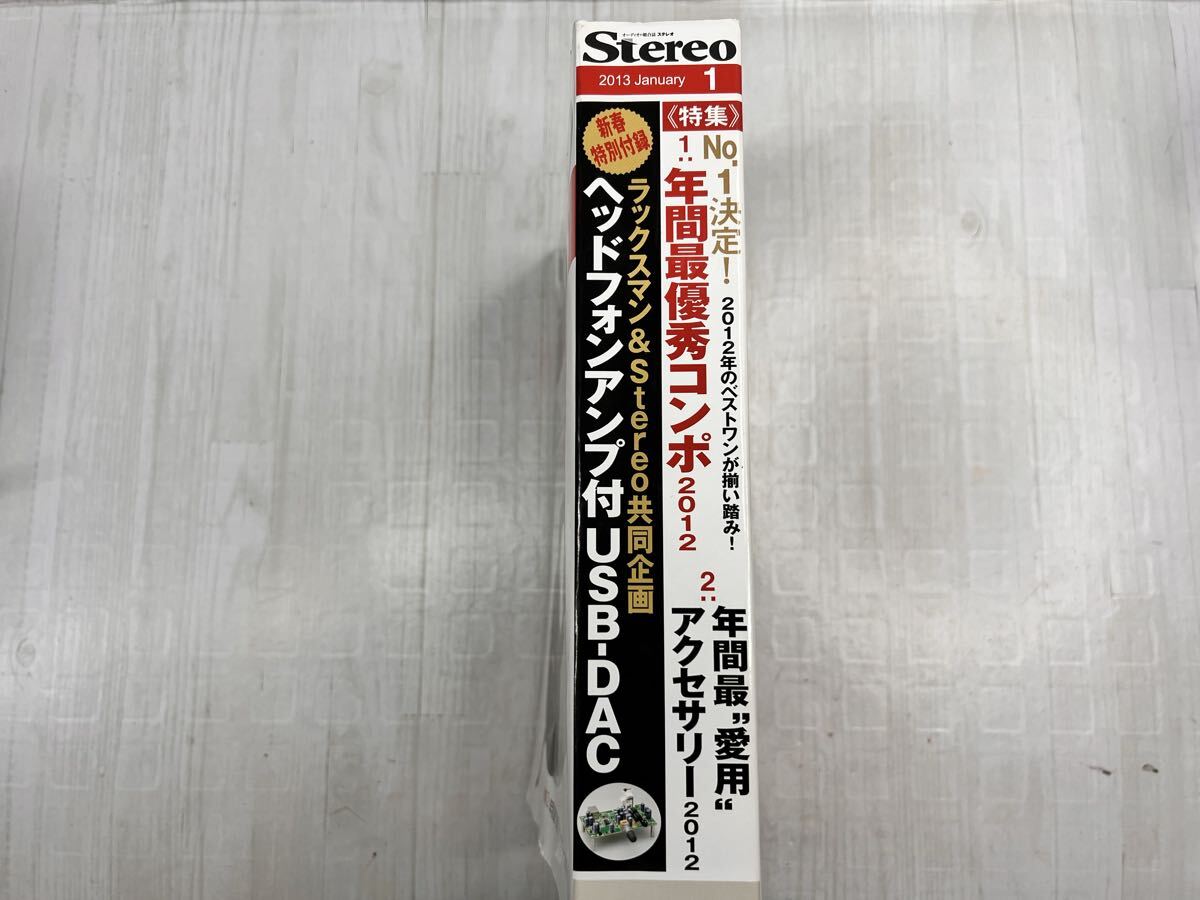 オーディオ総合誌 ステレオ
Stereo
2013 January 1
《特集》
No.1決定!
2012年のベストワンが揃い踏み!
1:年間最優秀コンポ2012
2:年間最"愛用"
アクセサリー2012
新春
特別付録
ラックスマン&Stereo共同企画
ヘッドフォンアンプ付USB-DAC